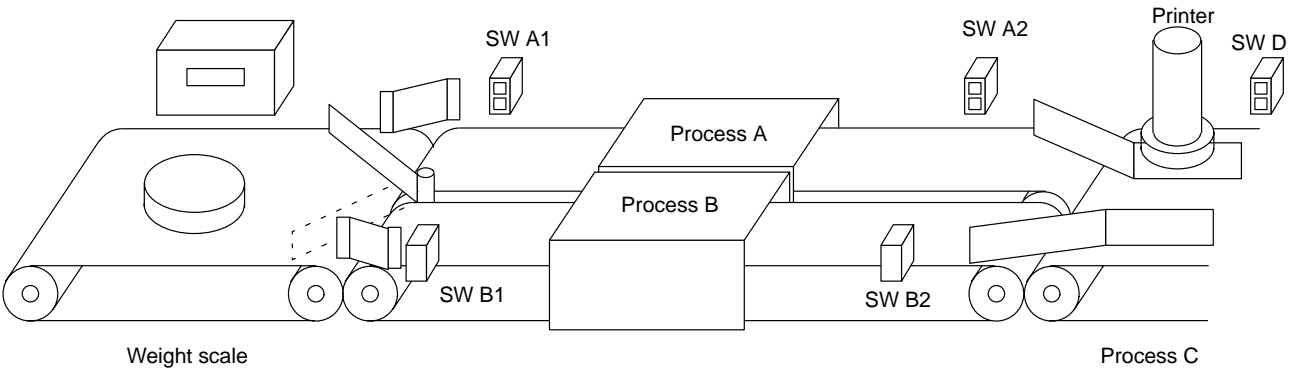 Printer
SW A1
SW A2
SW D
Process A
Process B
SW B1
SW B2
Weight scale
Process C